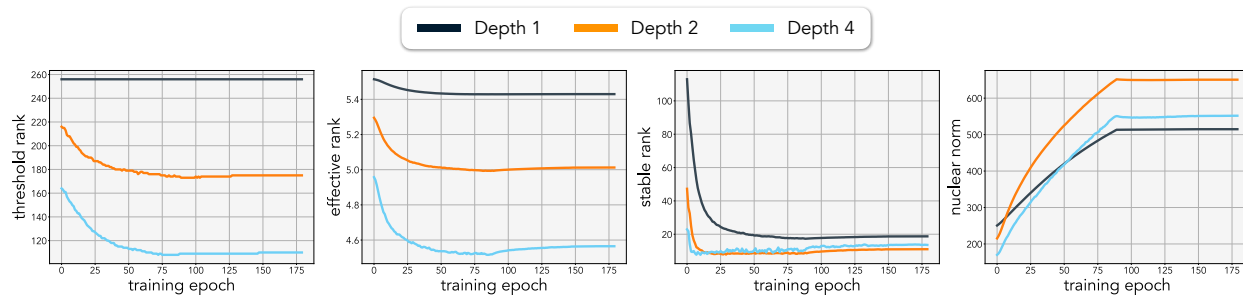 Depth 1 Depth 2 Depth 4
threshold rank
260
240
220
200
180
160
140
120
0 25 50 75 100 125 150 175
training epoch
effective rank
5.4
5.2
5.0
4.8
4.6
0 25 50 75 100 125 150 175
training epoch
stable rank
100
80
60
40
20
0 25 50 75 100 125 150 175
training epoch
nuclear norm
600
500
400
300
200
0 25 50 75 100 125 150 175
training epoch